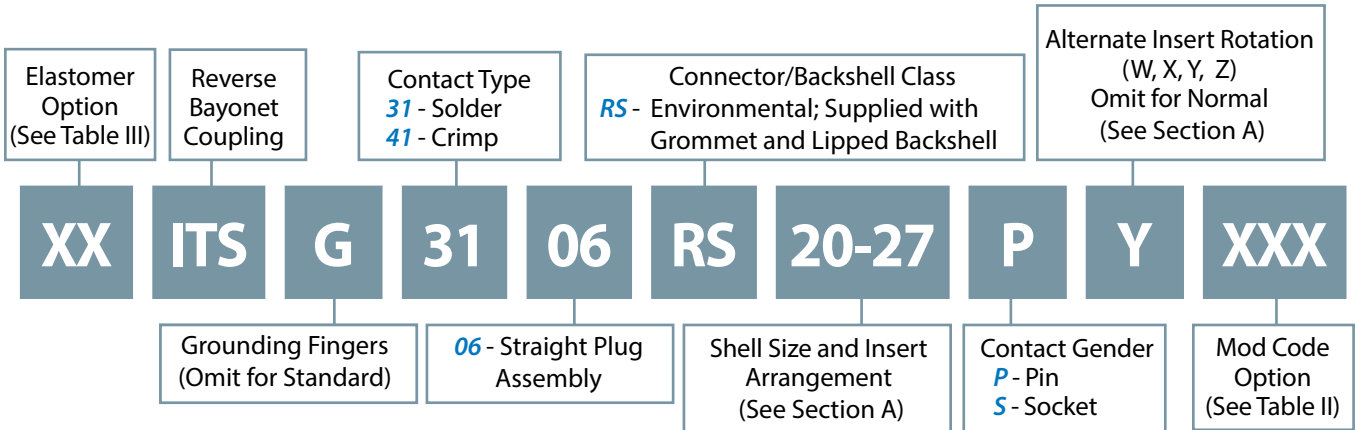 Elastomer
Option
(See Table III)
Reverse
Bayonet
Coupling
Contact Type
31 - Solder
41 - Crimp
Connector/Backshell Class
RS - Environmental; Supplied with
Grommet and Lipped Backshell
Alternate Insert Rotation
(W, X, Y, Z)
Omit for Normal
(See Section A)
XX ITS G 31 06 RS 20-27 P Y XXX
Grounding Fingers
(Omit for Standard)
06 - Straight Plug
Assembly
Shell Size and Insert
Arrangement
(See Section A)
Contact Gender
P - Pin
S - Socket
Mod Code
Option
(See Table II)